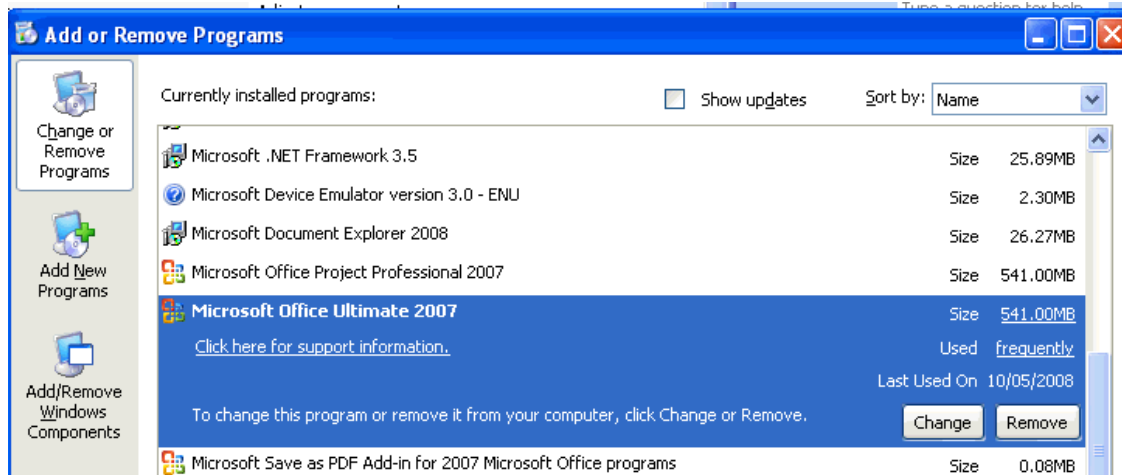 Type a question for help
Add or Remove Programs
Change or
Remove
Programs
Add New
Programs
Add/Remove
Windows
Components
Currently installed programs:
Show updates
Sort by: Name
Microsoft .NET Framework 3.5 Size 25.89MB
Microsoft Device Emulator version 3.0 - ENU Size 2.30MB
Microsoft Document Explorer 2008 Size 26.27MB
Microsoft Office Project Professional 2007 Size 541.00MB
Microsoft Office Ultimate 2007 Size 541.00MB
Click here for support information. Used frequently
Last Used On 10/05/2008
To change this program or remove it from your computer, click Change or Remove. Change Remove
Microsoft Save as PDF Add-in for 2007 Microsoft Office programs Size 0.08MB